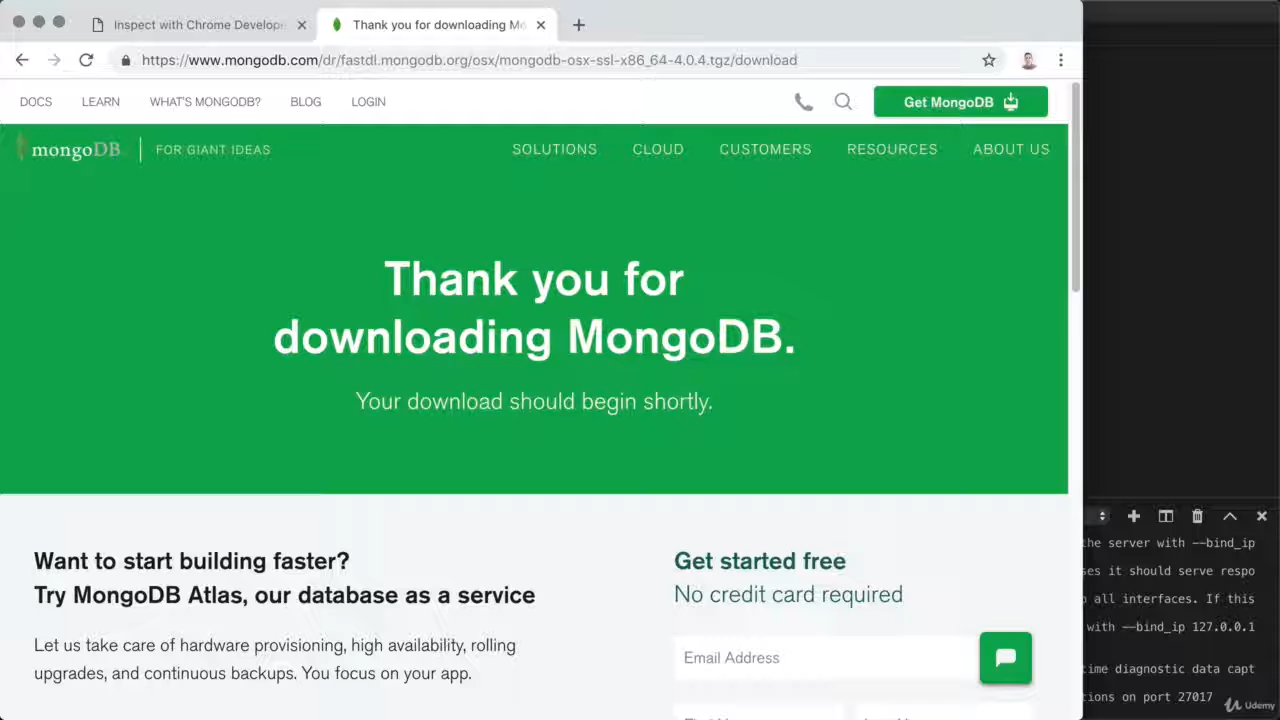 Inspect with Chrome Develope
Thank you for downloading Mo
https://www.mongodb.com/dr/fastdl.mongodb.org/osx/mongodb-osx-ssl-x86_64-4.0.4.tgz/download
DOCS LEARN WHAT'S MONGODB? BLOG LOGIN
Get MongoDB
mongoDB FOR GIANT IDEAS
SOLUTIONS CLOUD CUSTOMERS RESOURCES ABOUT US
Thank you for
downloading MongoDB.
Your download should begin shortly.
Want to start building faster?
Try MongoDB Atlas, our database as a service
Let us take care of hardware provisioning, high availability, rolling
upgrades, and continuous backups. You focus on your app.
Get started free
No credit card required
Email Address
the server with --bind_ip
ses it should serve respo
o all interfaces. If this
with --bind_ip 127.0.0.1
time diagnostic data capt
tions on port 27017
Udemy